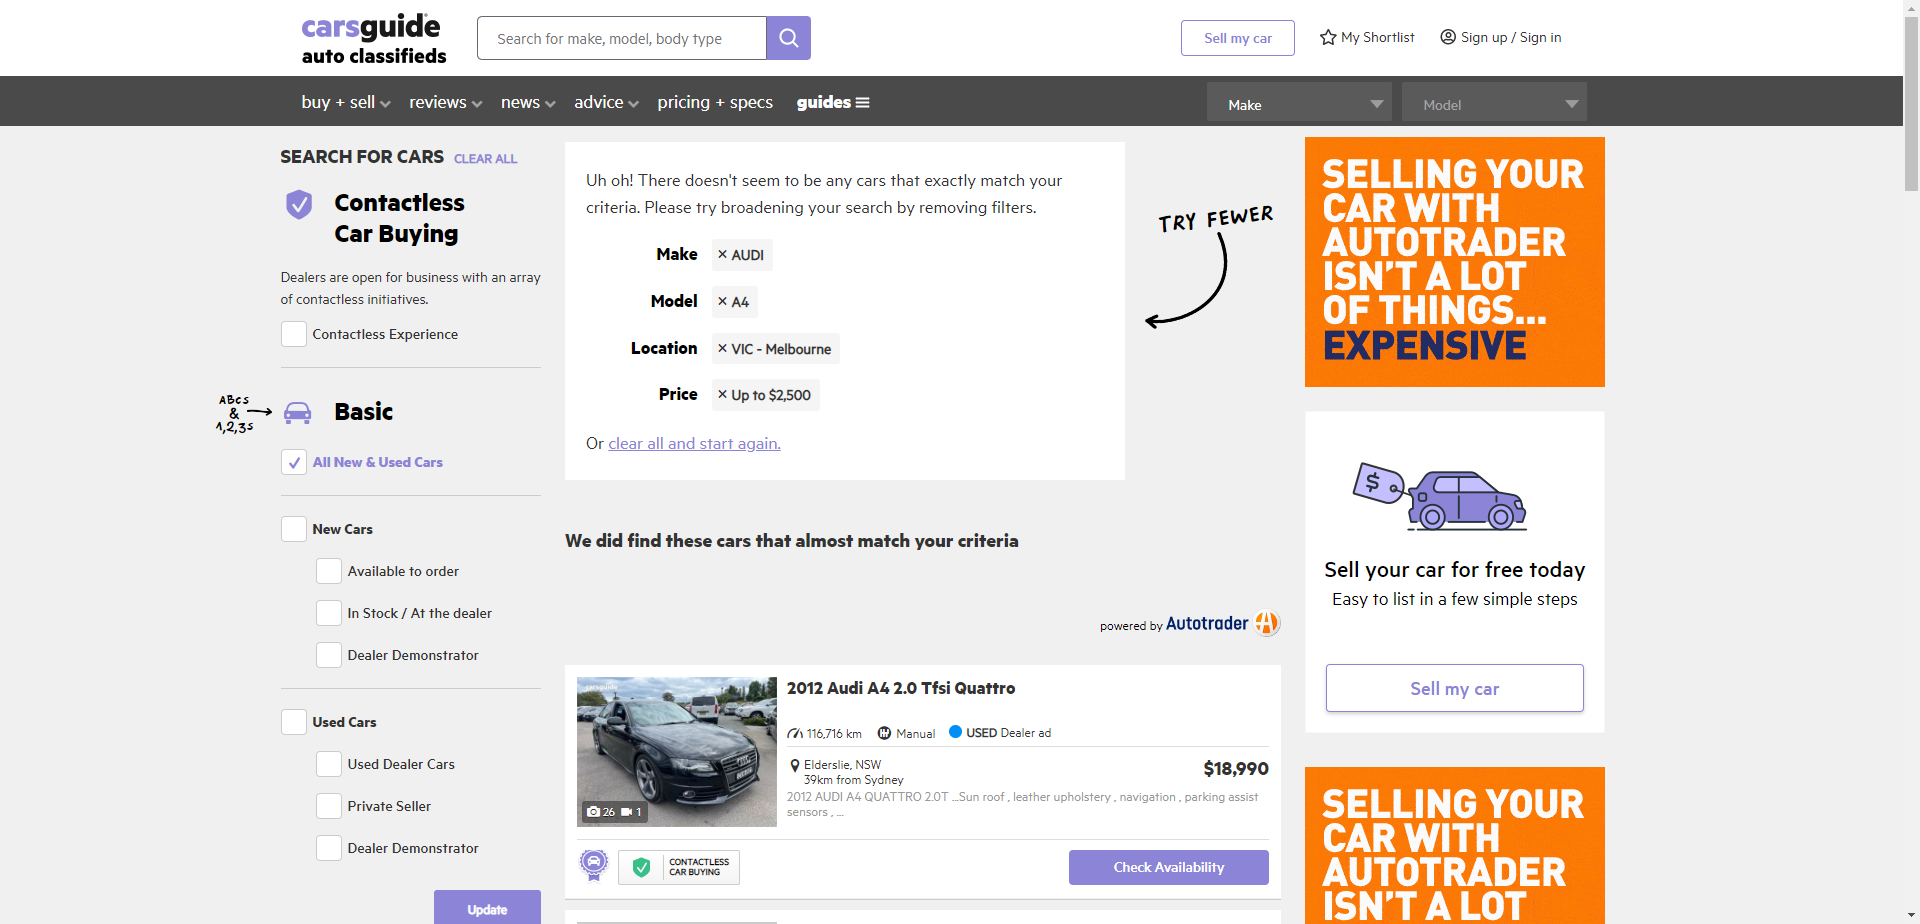 carsguide
auto classifieds
Search for make, model, body type
Sell my car
My Shortlist
Sign up / Sign in
buy + sell
reviews
news
advice
pricing + specs
guides
Make
Model
SEARCH FOR CARS
CLEAR ALL
Contactless
Car Buying
Dealers are open for business with an array
of contactless initiatives.
Contactless Experience
ABCs
&
1,2,3s
Basic
All New & Used Cars
New Cars
Available to order
In Stock / At the dealer
Dealer Demonstrator
Used Cars
Used Dealer Cars
Private Seller
Dealer Demonstrator
Update
Uh oh! There doesn't seem to be any cars that exactly match your
criteria. Please try broadening your search by removing filters.
Make × AUDI
Model × A4
Location × VIC - Melbourne
Price × Up to $2,500
Or clear all and start again.
TRY FEWER
We did find these cars that almost match your criteria
powered by Autotrader
carsguide
26 1
2012 Audi A4 2.0 Tfsi Quattro
116,716 km
Manual
USED Dealer ad
Elderslie, NSW
39km from Sydney
$18,990
2012 AUDI A4 QUATTRO 2.0T ...Sun roof , leather upholstery , navigation , parking assist
sensors , ...
CONTACTLESS
CAR BUYING
Check Availability
SELLING YOUR
CAR WITH
AUTOTRADER
ISN'T A LOT
OF THINGS...
EXPENSIVE
Sell your car for free today
Easy to list in a few simple steps
Sell my car
SELLING YOUR
CAR WITH
AUTOTRADER
ISN'T A LOT